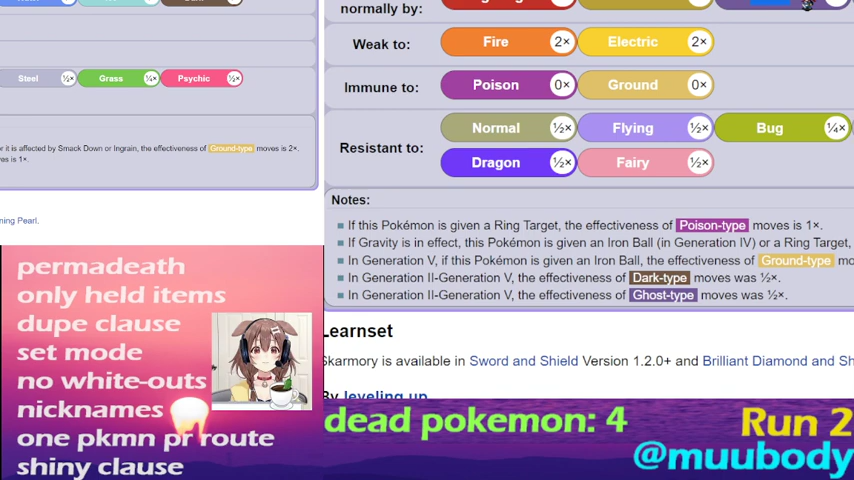 normally by:
Weak to: Fire 2× Electric 2×
Steel ½× Grass ¼× Psychic ½×
Immune to: Poison 0× Ground 0×
Resistant to: Normal ½× Flying ½× Bug ¼×
Dragon ½× Fairy ½×
r it is affected by Smack Down or Ingrain, the effectiveness of Ground-type moves is 2×.
es is 1×.
ning Pearl.
Notes:
If this Pokémon is given a Ring Target, the effectiveness of Poison-type moves is 1×.
If Gravity is in effect, this Pokémon is given an Iron Ball (in Generation IV) or a Ring Target,
In Generation V, if this Pokémon is given an Iron Ball, the effectiveness of Ground-type mo
In Generation II-Generation V, the effectiveness of Dark-type moves was ½×.
In Generation II-Generation V, the effectiveness of Ghost-type moves was ½×.
Learnset
Skarmory is available in Sword and Shield Version 1.2.0+ and Brilliant Diamond and Sh
By leveling up
permadeath
only held items
dupe clause
set mode
no white-outs
nicknames
one pkmn pr route
shiny clause
dead pokemon: 4
Run 2
@muubody